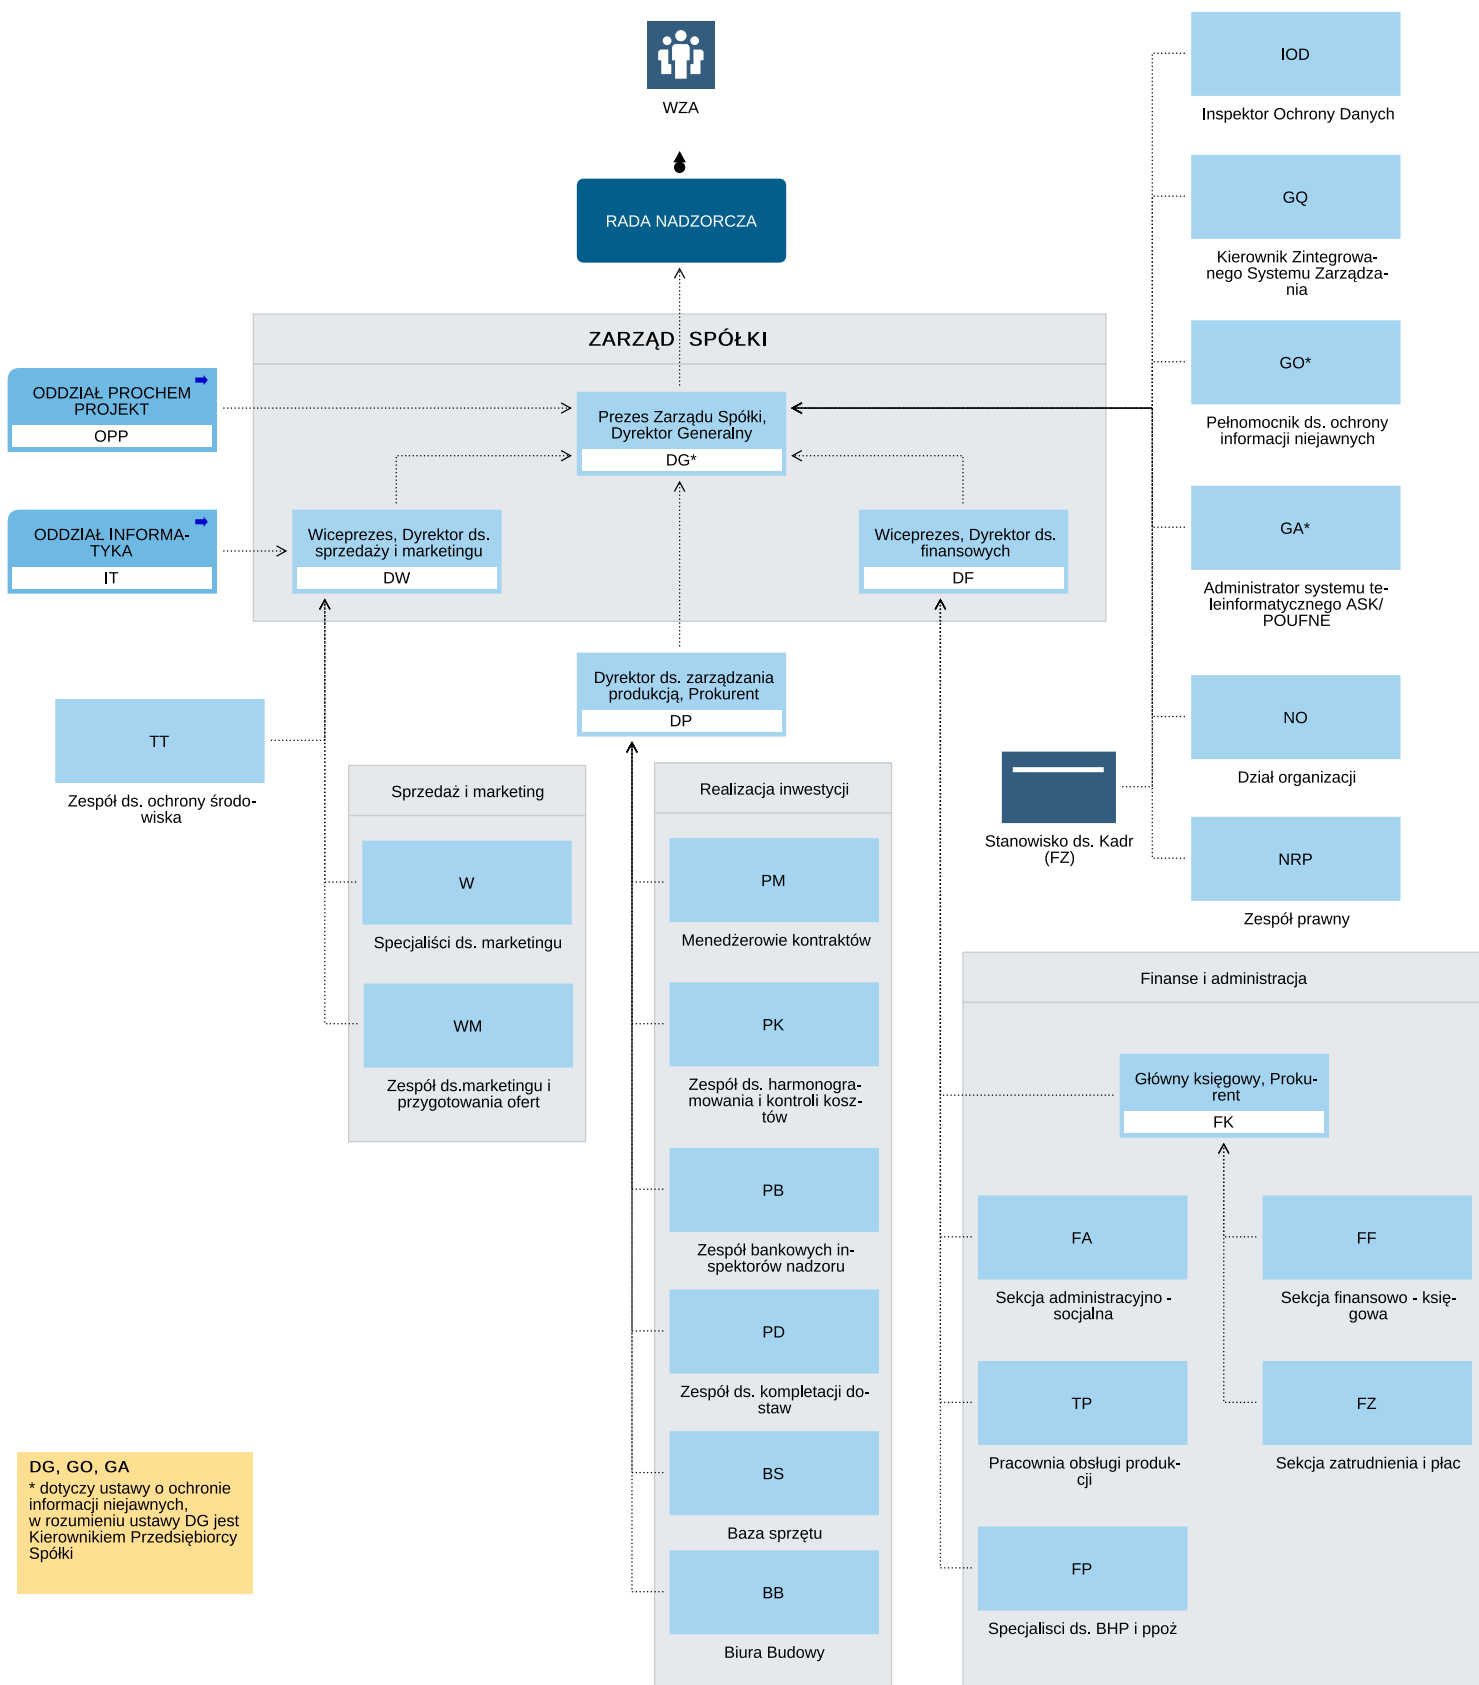 WZA
RADA NADZORCZA
ZARZĄD SPÓŁKI
ODDZIAŁ PROCHEM
PROJEKT
OPP
Prezes Zarządu Spółki,
Dyrektor Generalny
DG*
ODDZIAŁ INFORMA-
TYKA
IT
Wiceprezes, Dyrektor ds.
sprzedaży i marketingu
DW
Wiceprezes, Dyrektor ds.
finansowych
DF
Dyrektor ds. zarządzania
produkcją, Prokurent
DP
IOD
Inspektor Ochrony Danych
GQ
Kierownik Zintegrowa-
nego Systemu Zarządza-
nia
GO*
Pełnomocnik ds. ochrony
informacji niejawnych
GA*
Administrator systemu te-
leinformatycznego ASK/
POUFNE
NO
Dział organizacji
Stanowisko ds. Kadr
(FZ)
NRP
Zespół prawny
TT
Zespół ds. ochrony środo-
wiska
Sprzedaż i marketing
W
Specjaliści ds. marketingu
WM
Zespół ds.marketingu i
przygotowania ofert
Realizacja inwestycji
PM
Menedżerowie kontraktów
PK
Zespół ds. harmonogra-
mowania i kontroli kosz-
tów
PB
Zespół bankowych in-
spektorów nadzoru
PD
Zespół ds. kompletacji do-
staw
BS
Baza sprzętu
BB
Biura Budowy
Finanse i administracja
Główny księgowy, Proku-
rent
FK
FA
Sekcja administracyjno -
socjalna
FF
Sekcja finansowo - księ-
gowa
TP
Pracownia obsługi produk-
cji
FZ
Sekcja zatrudnienia i płac
FP
Specjalisci ds. BHP i ppoż
DG, GO, GA
* dotyczy ustawy o ochronie
informacji niejawnych,
w rozumieniu ustawy DG jest
Kierownikiem Przedsiębiorcy
Spółki